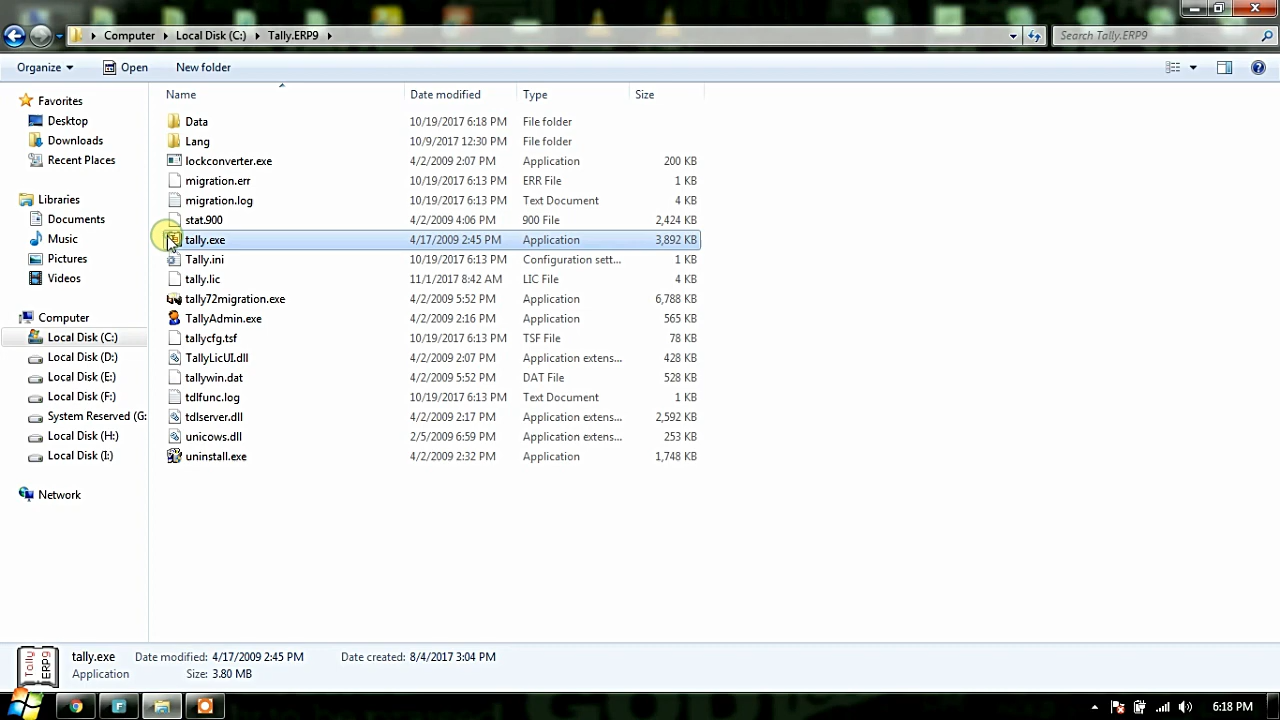 Computer Local Disk (C:) Tally.ERP9 Search Tally.ERP9
Organize Open New folder
Name Date modified Type Size
Favorites
Desktop
Downloads
Recent Places
Libraries
Documents
Music
Pictures
Videos
Computer
Local Disk (C:)
Local Disk (D:)
Local Disk (E:)
Local Disk (F:)
System Reserved (G:
Local Disk (H:)
Local Disk (I:)
Network
Data 10/19/2017 6:18 PM File folder
Lang 10/9/2017 12:30 PM File folder
lockconverter.exe 4/2/2009 2:07 PM Application 200 KB
migration.err 10/19/2017 6:13 PM ERR File 1 KB
migration.log 10/19/2017 6:13 PM Text Document 4 KB
stat.900 4/2/2009 4:06 PM 900 File 2,424 KB
tally.exe 4/17/2009 2:45 PM Application 3,892 KB
Tally.ini 10/19/2017 6:13 PM Configuration sett... 1 KB
tally.lic 11/1/2017 8:42 AM LIC File 4 KB
tally72migration.exe 4/2/2009 5:52 PM Application 6,788 KB
TallyAdmin.exe 4/2/2009 2:16 PM Application 565 KB
tallycfg.tsf 10/19/2017 6:13 PM TSF File 78 KB
TallyLicUI.dll 4/2/2009 2:07 PM Application extens... 428 KB
tallywin.dat 4/2/2009 5:52 PM DAT File 528 KB
tdlfunc.log 10/19/2017 6:13 PM Text Document 1 KB
tdlserver.dll 4/2/2009 2:17 PM Application extens... 2,592 KB
unicows.dll 2/5/2009 6:59 PM Application extens... 253 KB
uninstall.exe 4/2/2009 2:32 PM Application 1,748 KB
Tally ERP9
tally.exe Date modified: 4/17/2009 2:45 PM Date created: 8/4/2017 3:04 PM
Application Size: 3.80 MB
6:18 PM